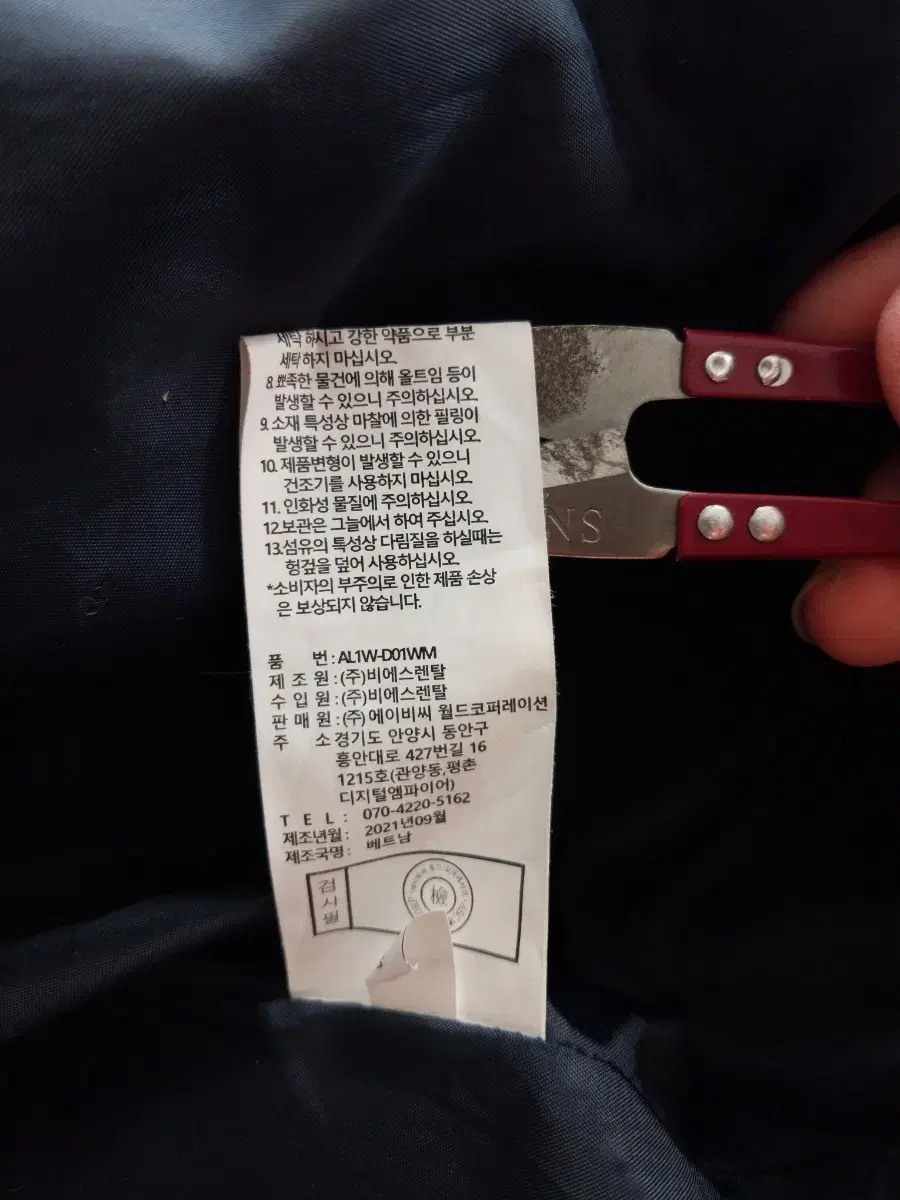 세탁 하시고 강한 약품으로 부분
세탁하지 마십시오.
8.뾰족한 물건에 의해 올트임 등이
발생할 수 있으니 주의하십시오.
9.소재 특성상 마찰에 의한 필링이
발생할 수 있으니 주의하십시오.
10.제품변형이 발생할 수 있으니
건조기를 사용하지 마십시오.
11.인화성 물질에 주의하십시오.
12.보관은 그늘에서 하여 주십시오.
13.섬유의 특성상 다림질을 하실때는
헝겊을 덮어 사용하십시오.
*소비자의 부주의로 인한 제품 손상
은 보상되지 않습니다.
품 번:AL1W-D01WM
제 조 원:(주)비에스렌탈
수 입 원:(주)비에스렌탈
판 매 원:(주)에이비씨 월드코퍼레이션
주 소경기도 안양시 동안구
흥안대로 427번길 16
1215호(관양동,평촌
디지털엠파이어)
T E L : 070-4220-5162
제조년월: 2021년09월
제조국명: 베트남
검사필
檢
NS